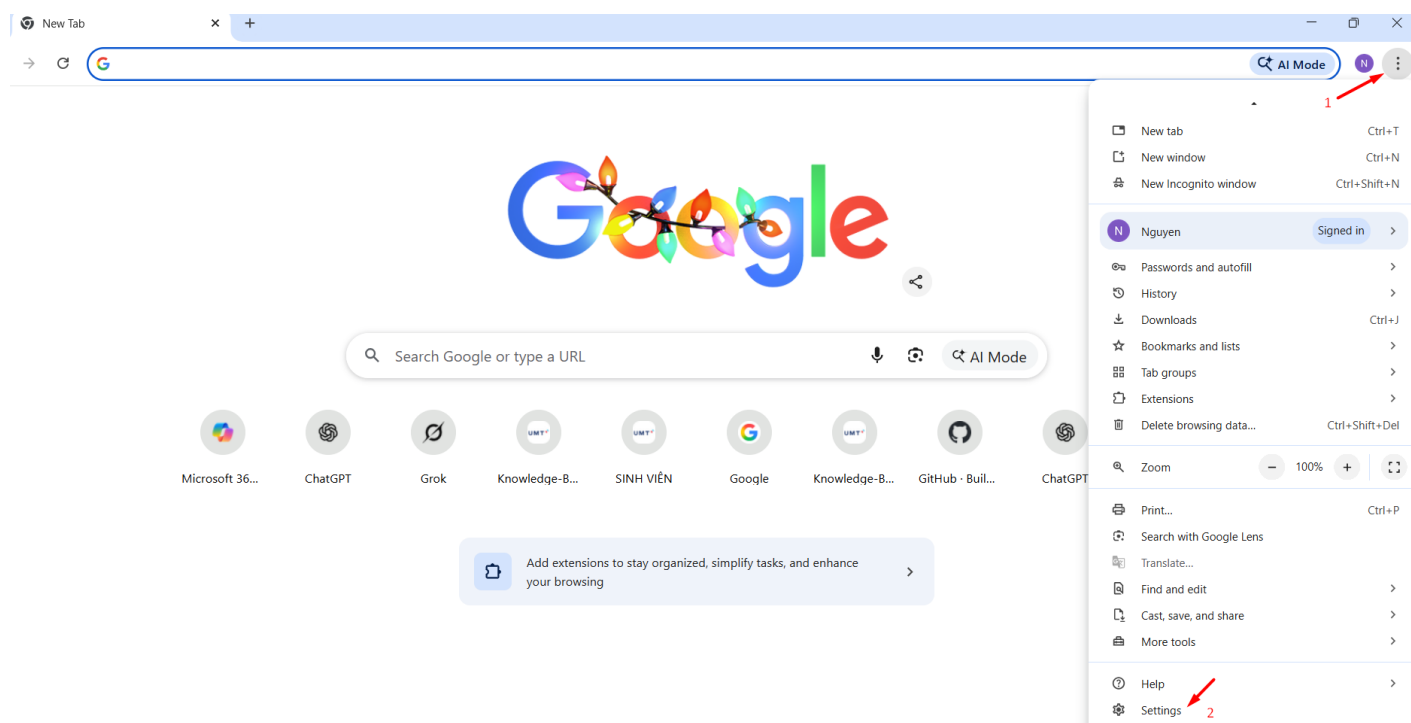 New Tab
AI Mode
N
1
New tab Ctrl+T
New window Ctrl+N
New Incognito window Ctrl+Shift+N
N Nguyen Signed in
Passwords and autofill
History
Downloads Ctrl+J
Bookmarks and lists
Tab groups
Extensions
Delete browsing data... Ctrl+Shift+Del
Zoom − 100% +
Print... Ctrl+P
Search with Google Lens
Translate...
Find and edit
Cast, save, and share
More tools
Help
Settings 2
Google
Search Google or type a URL AI Mode
UMT UMT UMT
Microsoft 36... ChatGPT Grok Knowledge-B... SINH VIÊN Google Knowledge-B... GitHub · Buil... ChatGPT
Add extensions to stay organized, simplify tasks, and enhance
your browsing